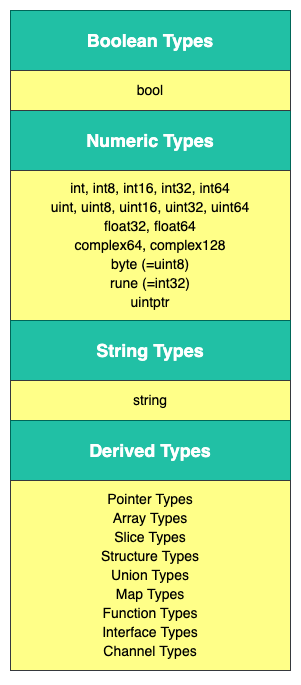 Boolean Types
bool
Numeric Types
int, int8, int16, int32, int64
uint, uint8, uint16, uint32, uint64
float32, float64
complex64, complex128
byte (=uint8)
rune (=int32)
uintptr
String Types
string
Derived Types
Pointer Types
Array Types
Slice Types
Structure Types
Union Types
Map Types
Function Types
Interface Types
Channel Types